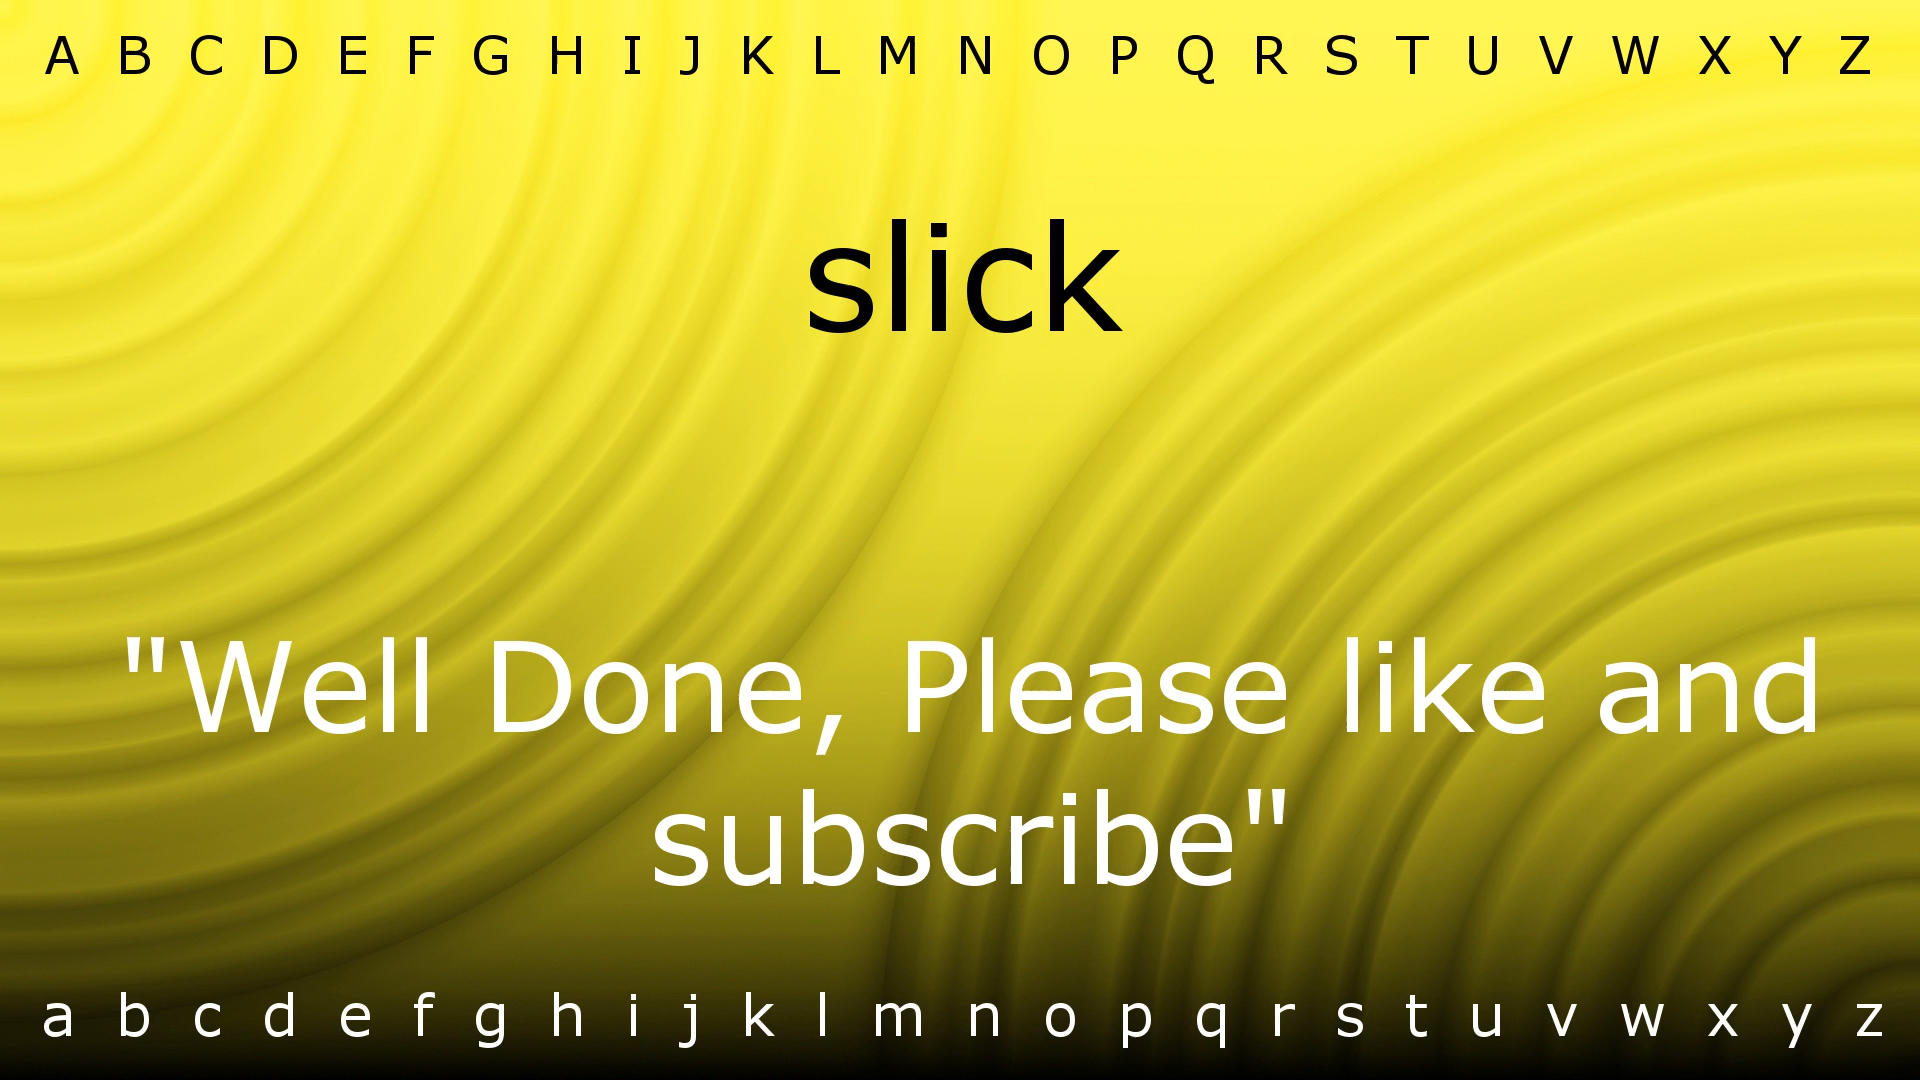 A B C D E F G H I J K L M N O P Q R S T U V W X Y Z
slick
"Well Done, Please like and
subscribe"
a b c d e f g h i j k l m n o p q r s t u v w x y z